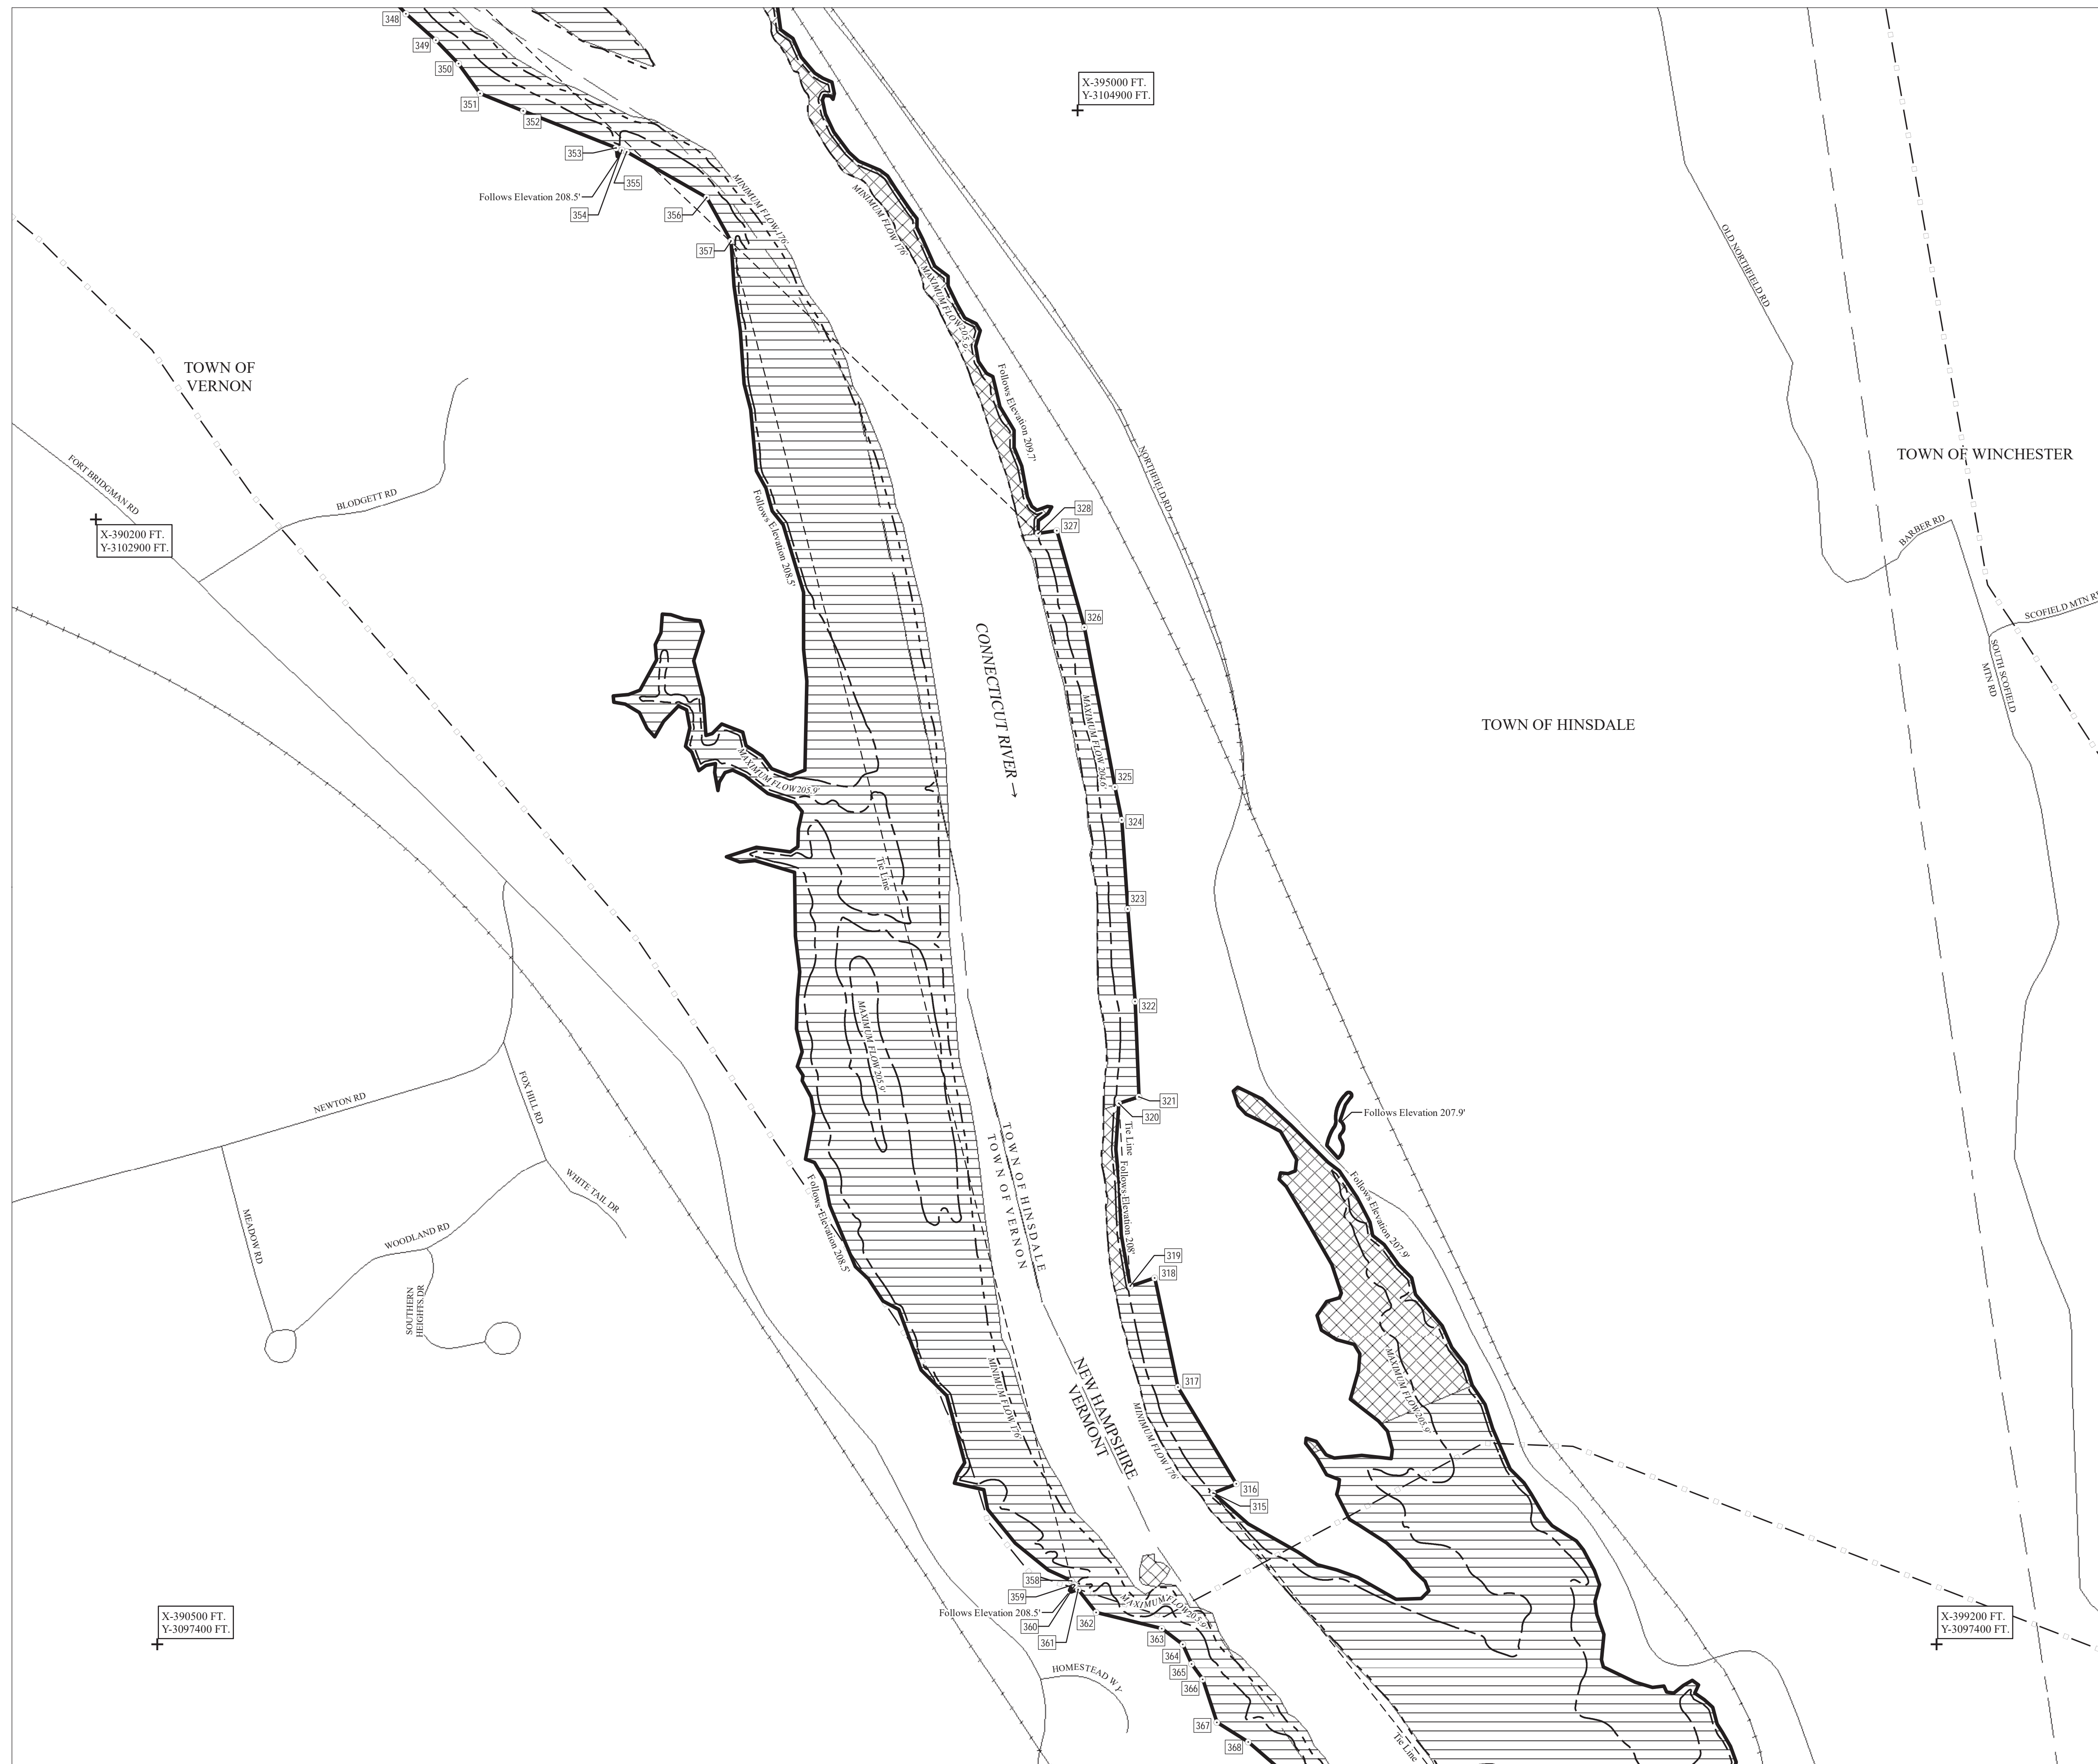 348
349
350
351
352
353
355
Follows Elevation 208.5'
354
356
357
MINIMUM FLOW 176'
MINIMUM FLOW 176'
MAXIMUM FLOW 205.9'
Follows Elevation 209.7'
X-395000 FT.
Y-3104900 FT.
OLD NORTHFIELD RD
TOWN OF
VERNON
TOWN OF WINCHESTER
FORT BRIDGMAN RD
BLODGETT RD
X-390200 FT.
Y-3102900 FT.
NORTHFIELD RD
328
327
326
BARBER RD
SCOFIELD MTN RD
SOUTH SCOFIELD
MTN RD
Follows Elevation 208.5'
CONNECTICUT RIVER →
MAXIMUM FLOW 204.6'
TOWN OF HINSDALE
MAXIMUM FLOW 205.9'
325
324
Tie Line
323
322
MAXIMUM FLOW 205.9'
321
320
Follows Elevation 207.9'
NEWTON RD
FOX HILL RD
WHITE TAIL DR
MEADOW RD
WOODLAND RD
SOUTHERN
HEIGHTS DR
Follows Elevation 208.5'
TOWN OF HINSDALE
TOWN OF VERNON
Tie Line
Follows Elevation 208'
Follows Elevation 207.9'
319
318
317
MINIMUM FLOW 176'
NEW HAMPSHIRE
VERMONT
MINIMUM FLOW 176'
MAXIMUM FLOW 205.9'
316
315
358
359
Follows Elevation 208.5'
360
361
362
MAXIMUM FLOW 205.9'
363
364
365
366
367
368
HOMESTEAD WY
X-390500 FT.
Y-3097400 FT.
X-399200 FT.
Y-3097400 FT.
Tie Line